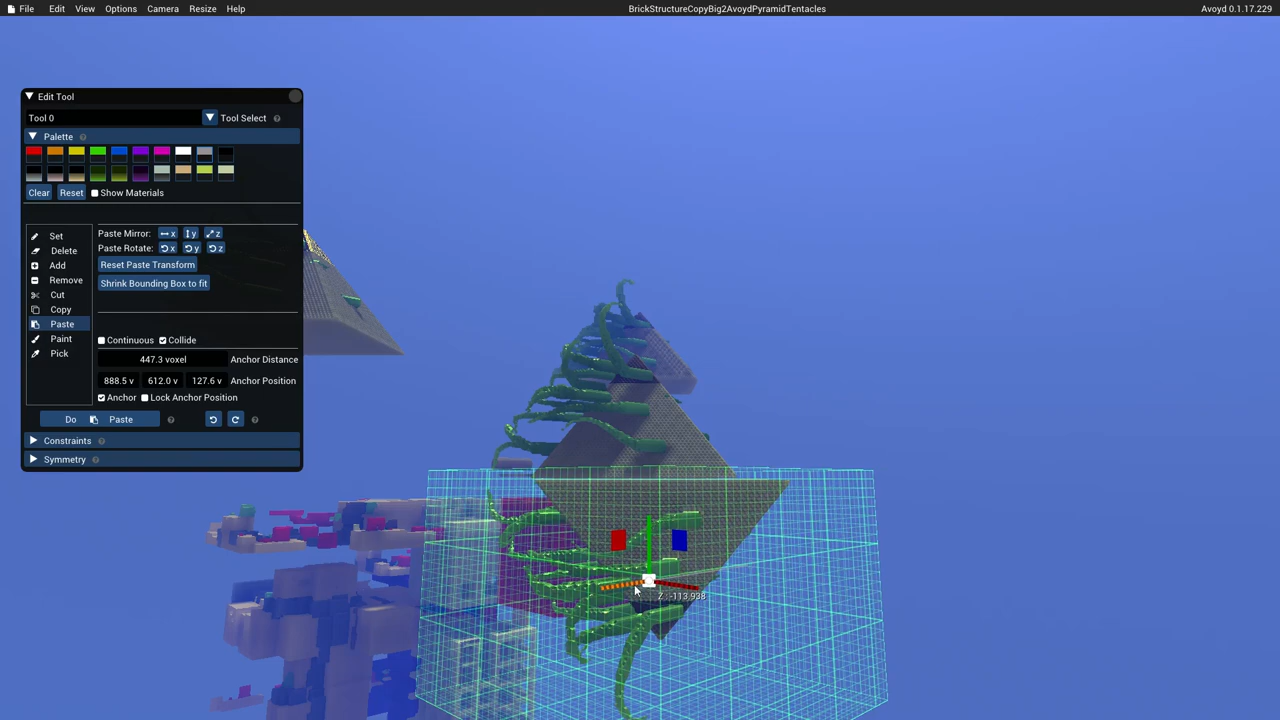 File Edit View Options Camera Resize Help BrickStructureCopyBig2AvoydPyramidTentacles Avoyd 0.1.17.229
Edit Tool
Tool 0 Tool Select ?
Palette ?
Clear Reset Show Materials
Set
Delete
Add
Remove
Cut
Copy
Paste
Paint
Pick
Paste Mirror: x y z
Paste Rotate: x y z
Reset Paste Transform
Shrink Bounding Box to fit
Continuous Collide
447.3 voxel Anchor Distance
888.5 v 612.0 v 127.6 v Anchor Position
Anchor Lock Anchor Position
Do Paste ? ?
Constraints ?
Symmetry ?
Z : -113.938